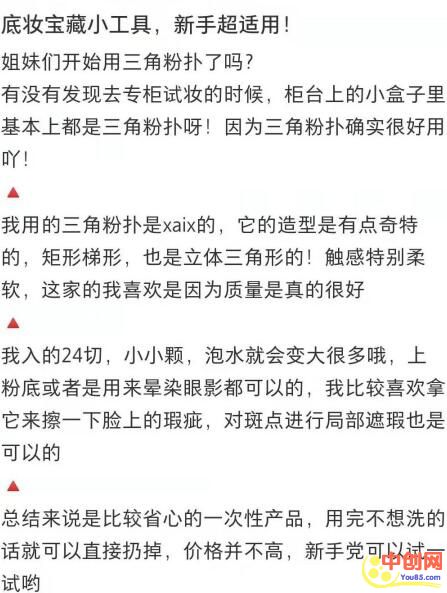 底妆宝藏小工具，新手超适用！
姐妹们开始用三角粉扑了吗？
有没有发现去专柜试妆的时候，柜台上的小盒子里
基本上都是三角粉扑呀！因为三角粉扑确实很好用
吖！
我用的三角粉扑是xaix的，它的造型是有点奇特
的，矩形梯形，也是立体三角形的！触感特别柔
软，这家的我喜欢是因为质量是真的很好
我入的24切，小小颗，泡水就会变大很多哦，上
粉底或者是用来晕染眼影都可以的，我比较喜欢拿
它来擦一下脸上的瑕疵，对斑点进行局部遮瑕也是
可以的
总结来说是比较省心的一次性产品，用完不想洗的
话就可以直接扔掉，价格并不高，新手党可以试一
试哟
中创网
You85.com